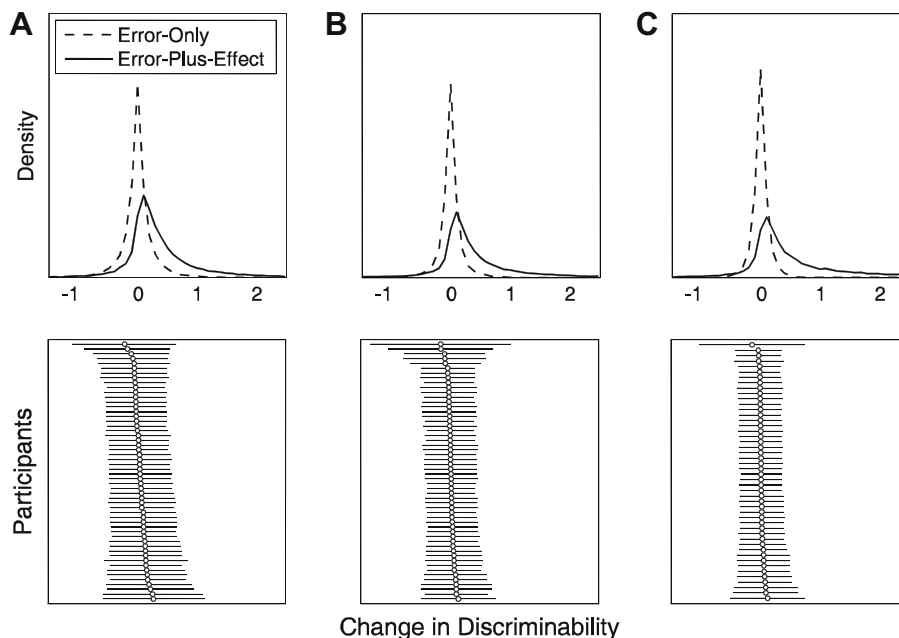 A
B
C
Error-Only
Error-Plus-Effect
Density
-1 0 1 2
-1 0 1 2
-1 0 1 2
Participants
Change in Discriminability